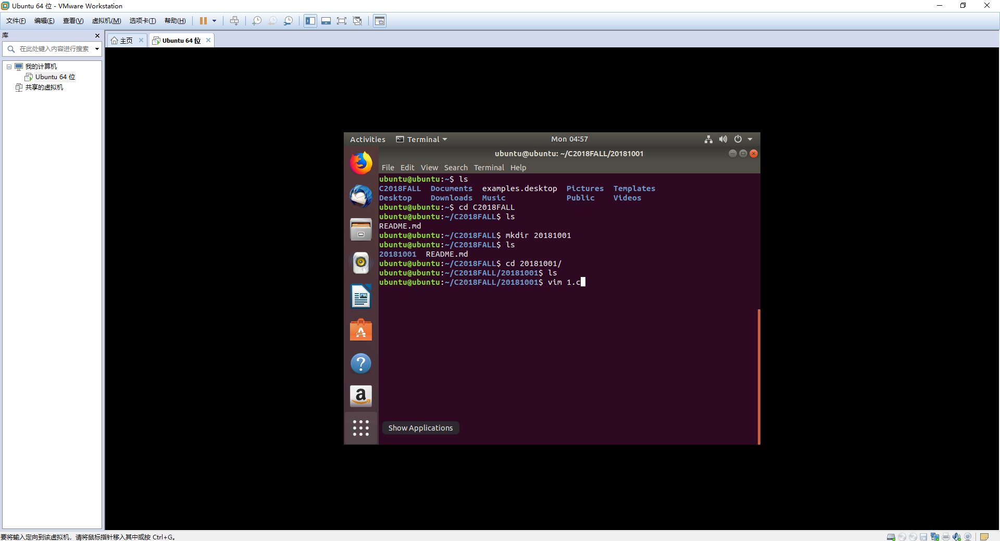 Ubuntu 64 位 - VMware Workstation
文件(F) 编辑(E) 查看(V) 虚拟机(M) 选项卡(T) 帮助(H)
库
主页
Ubuntu 64 位
在此处键入内容进行搜索
我的计算机
Ubuntu 64 位
共享的虚拟机
Activities Terminal Mon 04:57
ubuntu@ubuntu: ~/C2018FALL/20181001
File Edit View Search Terminal Help
ubuntu@ubuntu:~$ ls
C2018FALL Documents examples.desktop Pictures Templates
Desktop Downloads Music Public Videos
ubuntu@ubuntu:~$ cd C2018FALL
ubuntu@ubuntu:~/C2018FALL$ ls
README.md
ubuntu@ubuntu:~/C2018FALL$ mkdir 20181001
ubuntu@ubuntu:~/C2018FALL$ ls
20181001 README.md
ubuntu@ubuntu:~/C2018FALL$ cd 20181001/
ubuntu@ubuntu:~/C2018FALL/20181001$ ls
ubuntu@ubuntu:~/C2018FALL/20181001$ vim 1.c
Show Applications
要将输入定向到该虚拟机，请将鼠标指针移入其中或按 Ctrl+G。